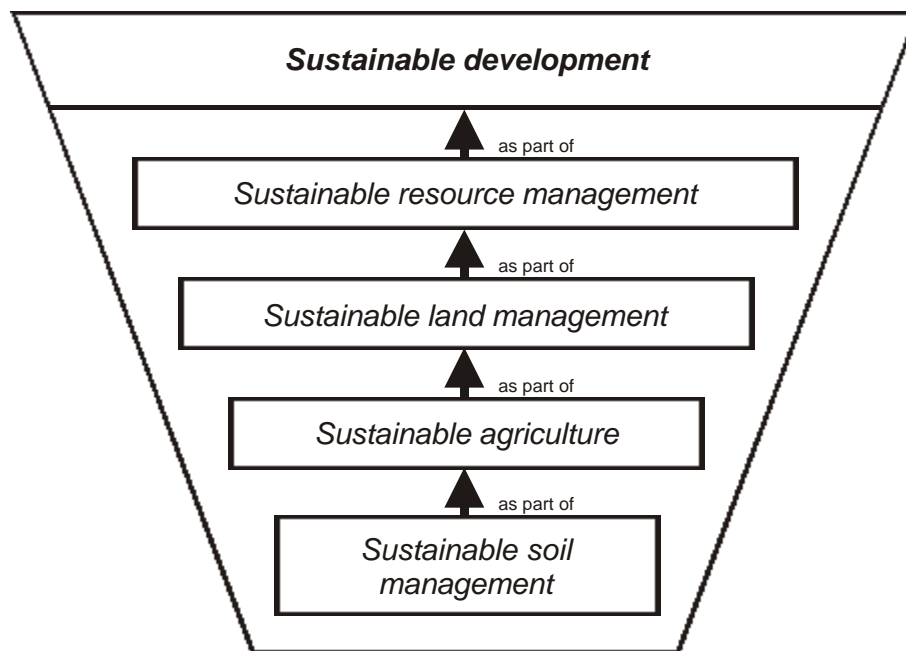 Sustainable development
as part of
Sustainable resource management
as part of
Sustainable land management
as part of
Sustainable agriculture
as part of
Sustainable soil
management